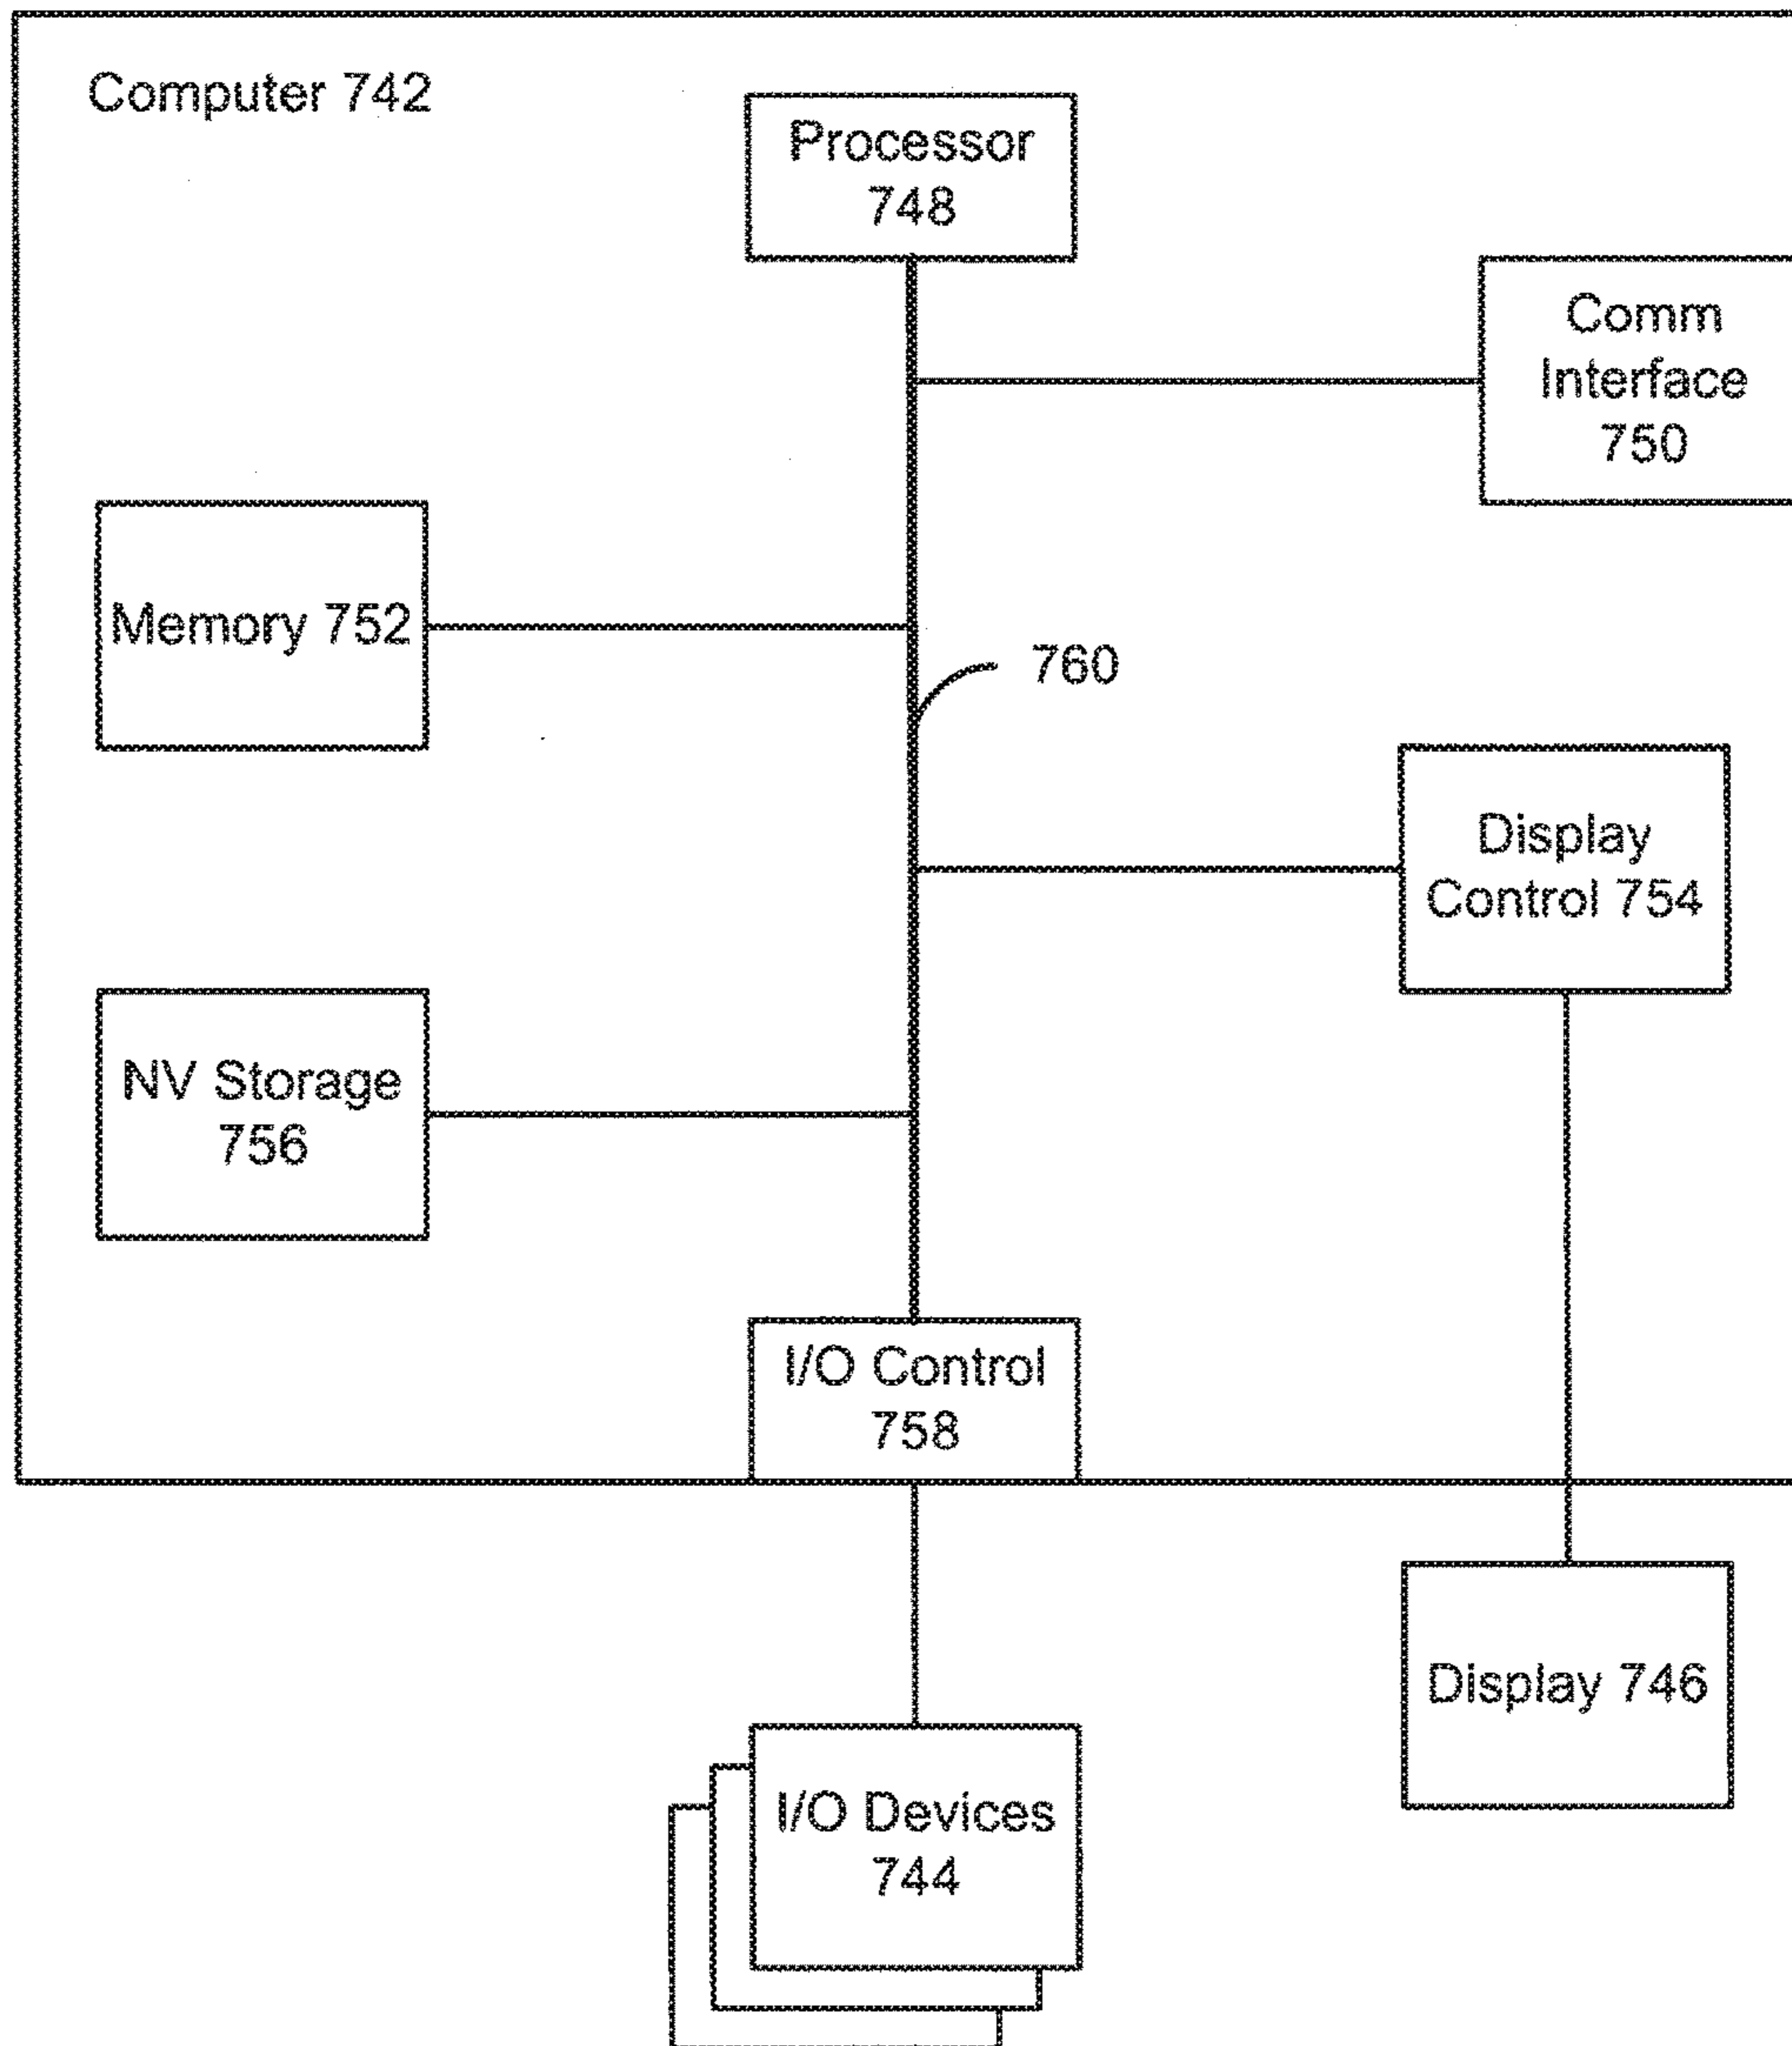 Computer 742
Processor
748
Comm
Interface
750
Memory 752
760
Display
Control 754
NV Storage
756
I/O Control
758
Display 746
I/O Devices
744